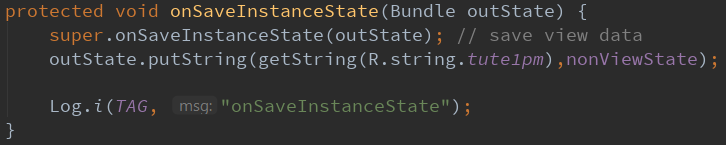 protected void onSaveInstanceState(Bundle outState) {
super.onSaveInstanceState(outState); // save view data
outState.putString(getString(R.string.tute1pm),nonViewState);
Log.i(TAG, msg: "onSaveInstanceState");
}